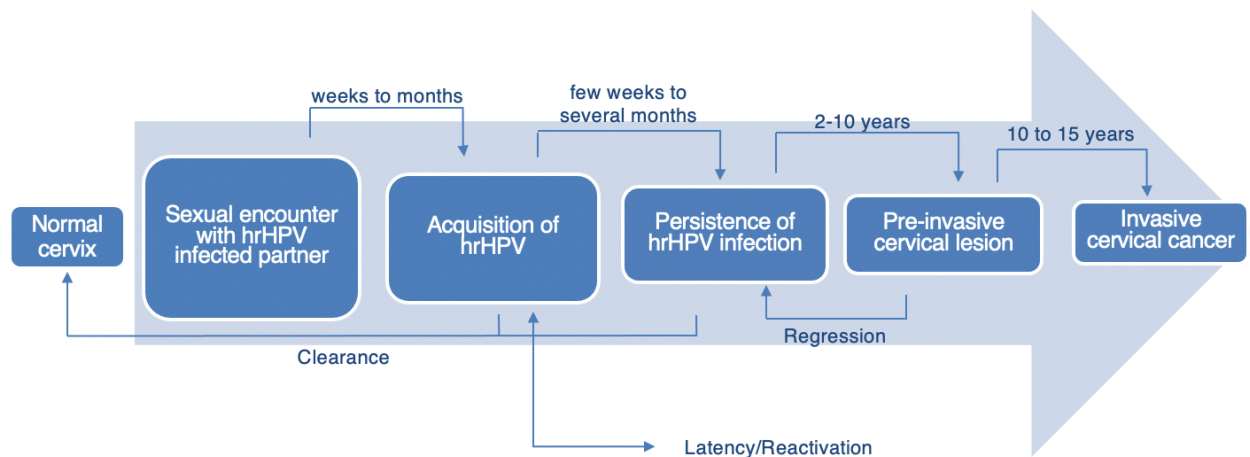 weeks to months
few weeks to
several months
2-10 years
10 to 15 years
Normal
cervix
Sexual encounter
with hrHPV
infected partner
Acquisition of
hrHPV
Persistence of
hrHPV infection
Pre-invasive
cervical lesion
Invasive
cervical cancer
Clearance
Regression
Latency/Reactivation